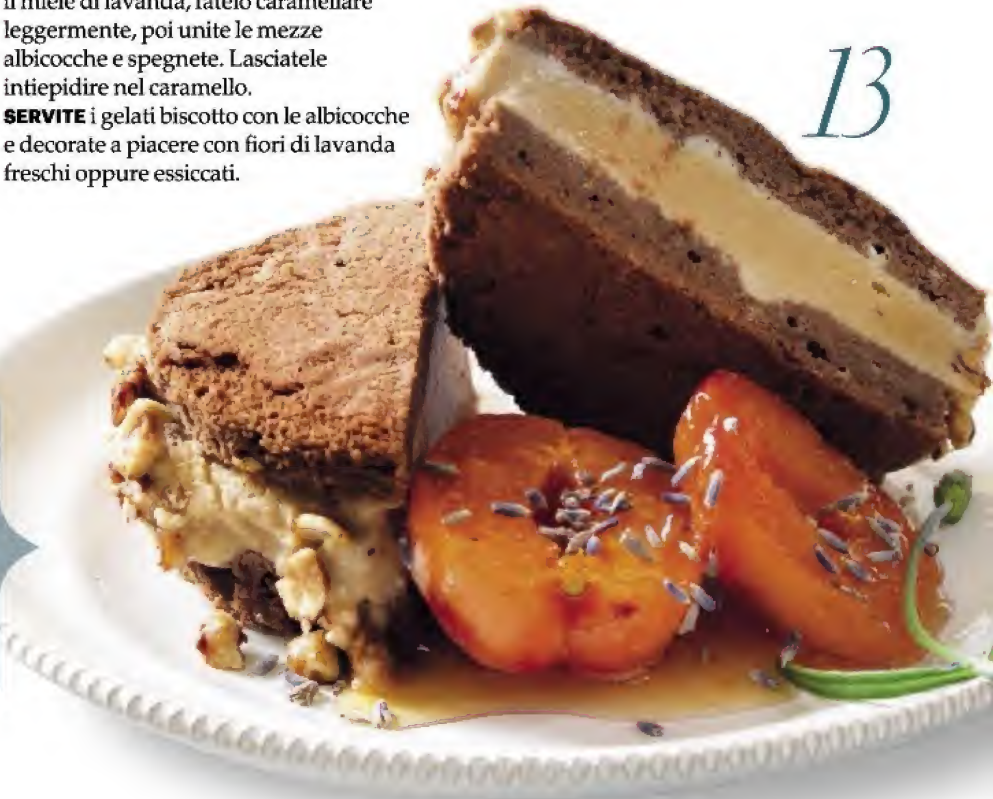 il miele di lavanda, fatelo caramellare
leggermente, poi unite le mezze
albicocche e spegnete. Lasciatele
intiepidire nel caramello.
SERVITE i gelati biscotto con le albicocche
e decorate a piacere con fiori di lavanda
freschi oppure essiccati.
13